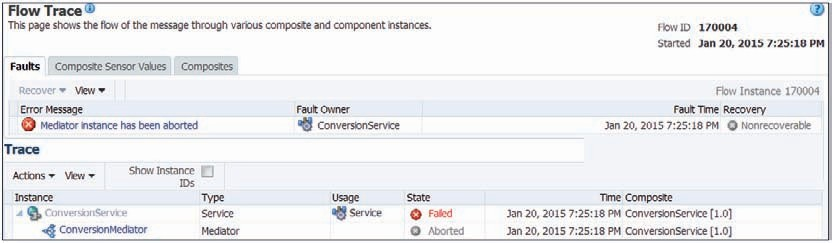 Flow Trace
This page shows the flow of the message through various composite and component instances.
Flow ID 170004
Started Jan 20, 2015 7:25:18 PM
Faults Composite Sensor Values Composites
Recover View Flow Instance 170004
Error Message Fault Owner Fault Time Recovery
Mediator instance has been aborted ConversionService Jan 20, 2015 7:25:18 PM Nonrecoverable
Trace
Actions View Show Instance
IDs
Instance Type Usage State Time Composite
ConversionService Service Service Failed Jan 20, 2015 7:25:18 PM ConversionService [1.0]
ConversionMediator Mediator Aborted Jan 20, 2015 7:25:18 PM ConversionService [1.0]